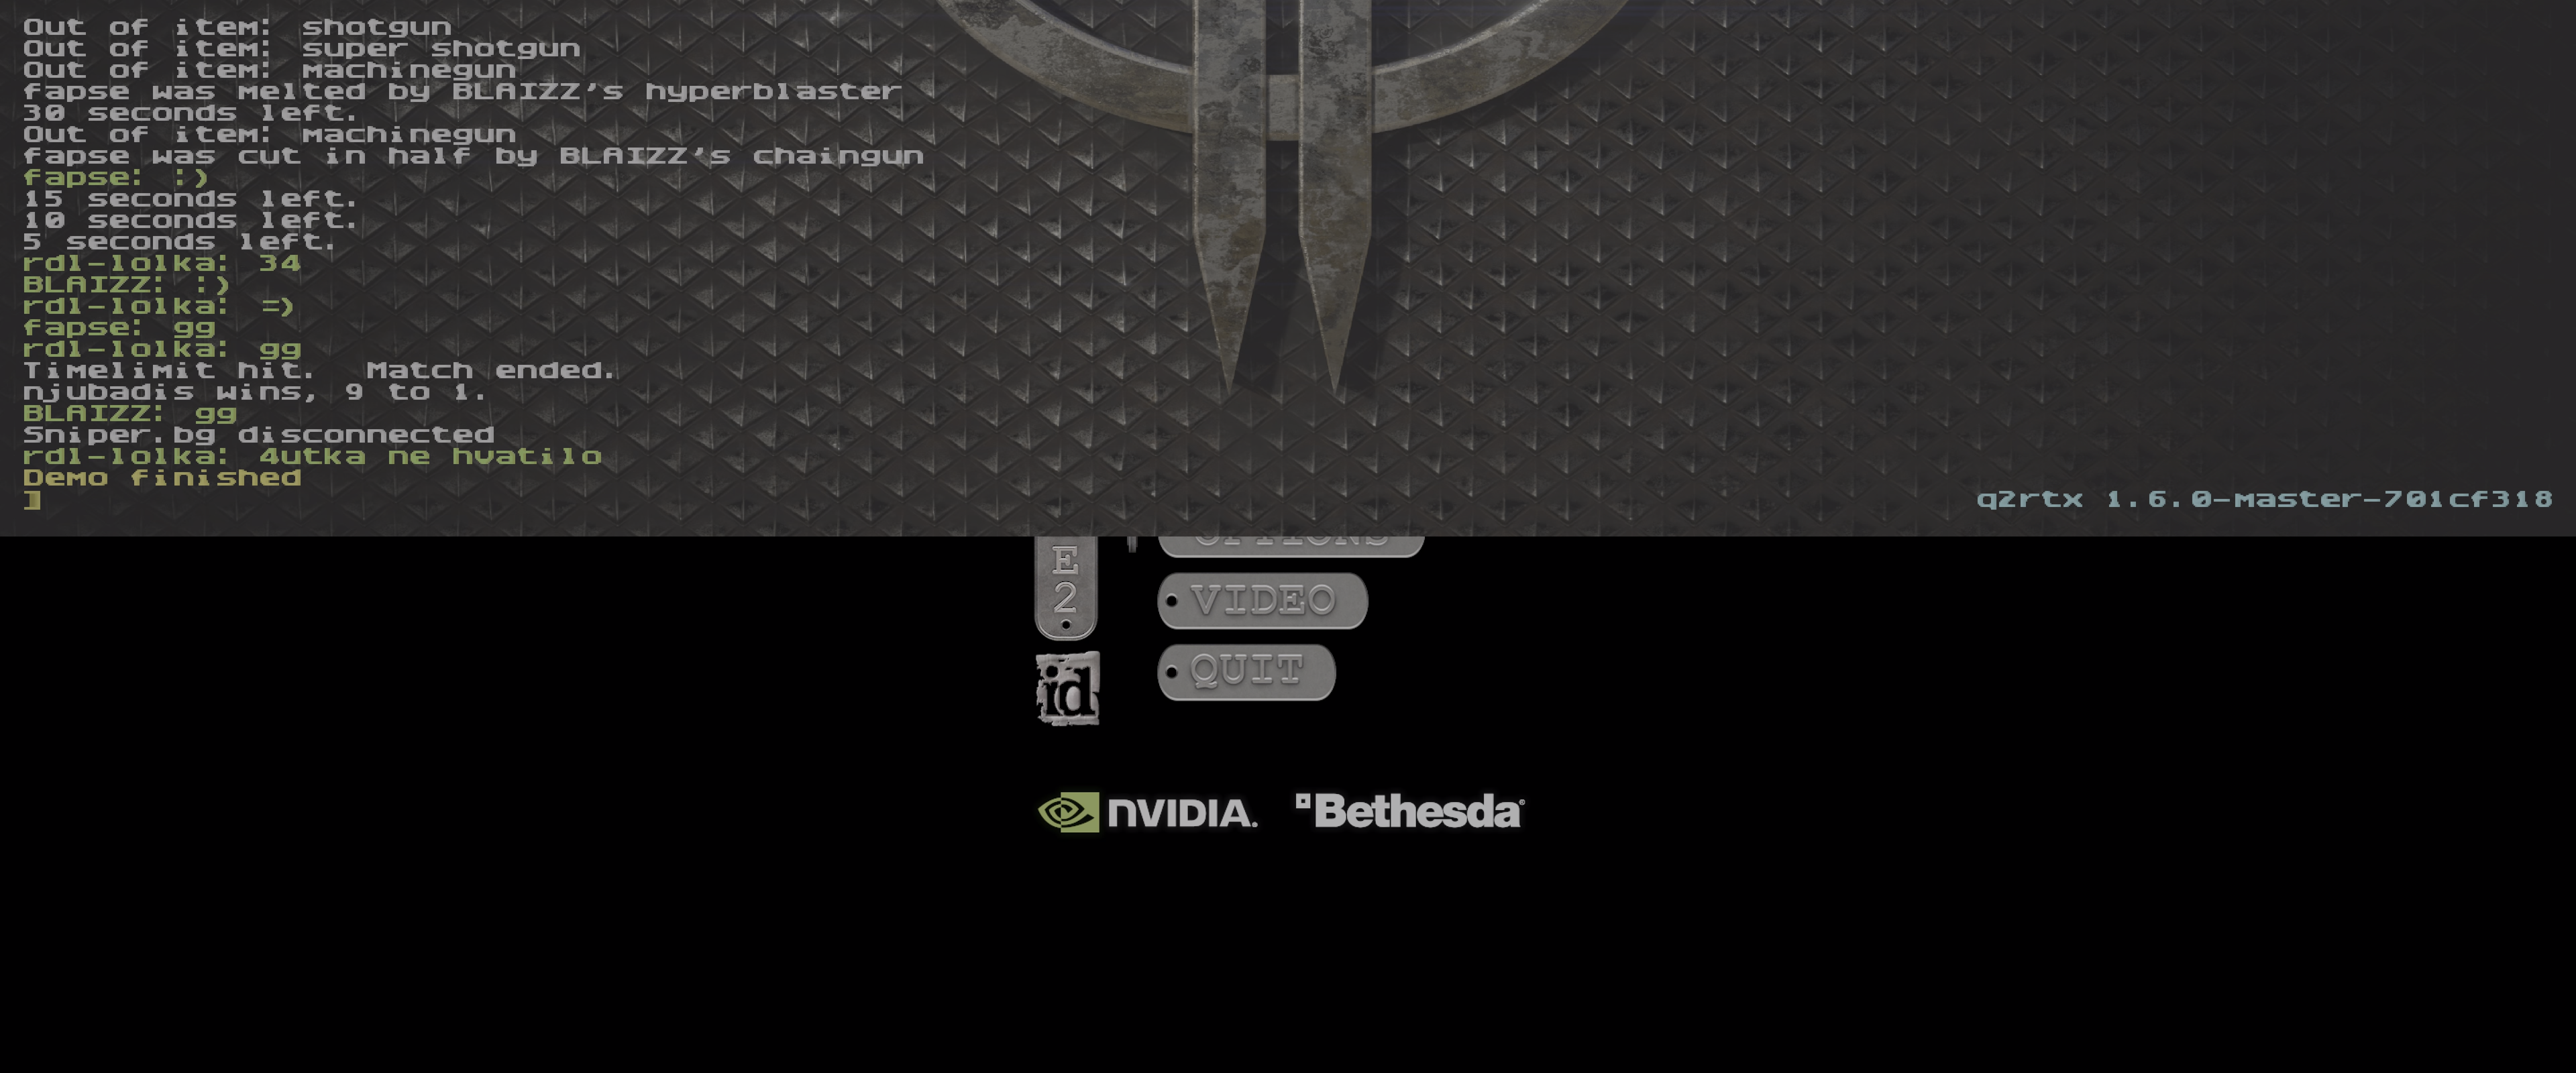 Out of item: shotgun
Out of item: super shotgun
Out of item: machinegun
fapse was melted by BLAIZZ's hyperblaster
30 seconds left.
Out of item: machinegun
fapse was cut in half by BLAIZZ's chaingun
fapse: :)
15 seconds left.
10 seconds left.
5 seconds left.
rdl-lolka: 34
BLAIZZ: :)
rdl-lolka: =)
fapse: gg
rdl-lolka: gg
Timelimit hit.  Match ended.
njubadis wins, 9 to 1.
BLAIZZ: gg
Sniper.bg disconnected
rdl-lolka: 4utka ne hvatilo
Demo finished
]
q2rtx 1.6.0-master-701cf318
OPTIONS
E
2
VIDEO
id
QUIT
NVIDIA.
Bethesda®